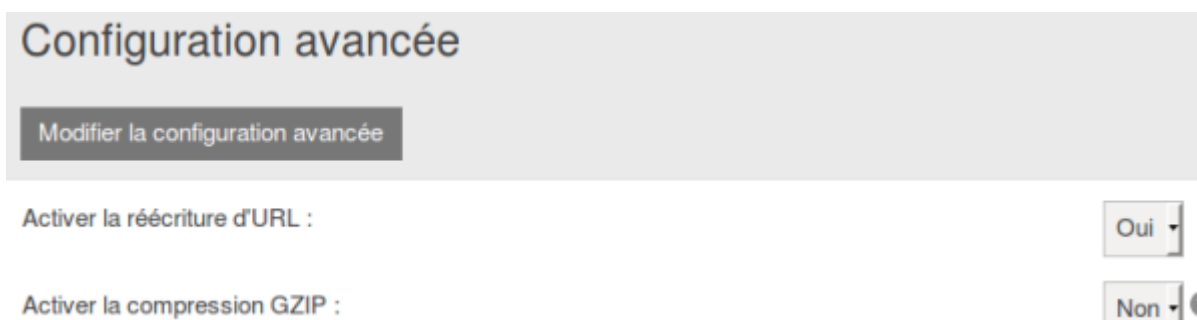 Configuration avancée
Modifier la configuration avancée
Activer la réécriture d'URL :
Oui
Activer la compression GZIP :
Non